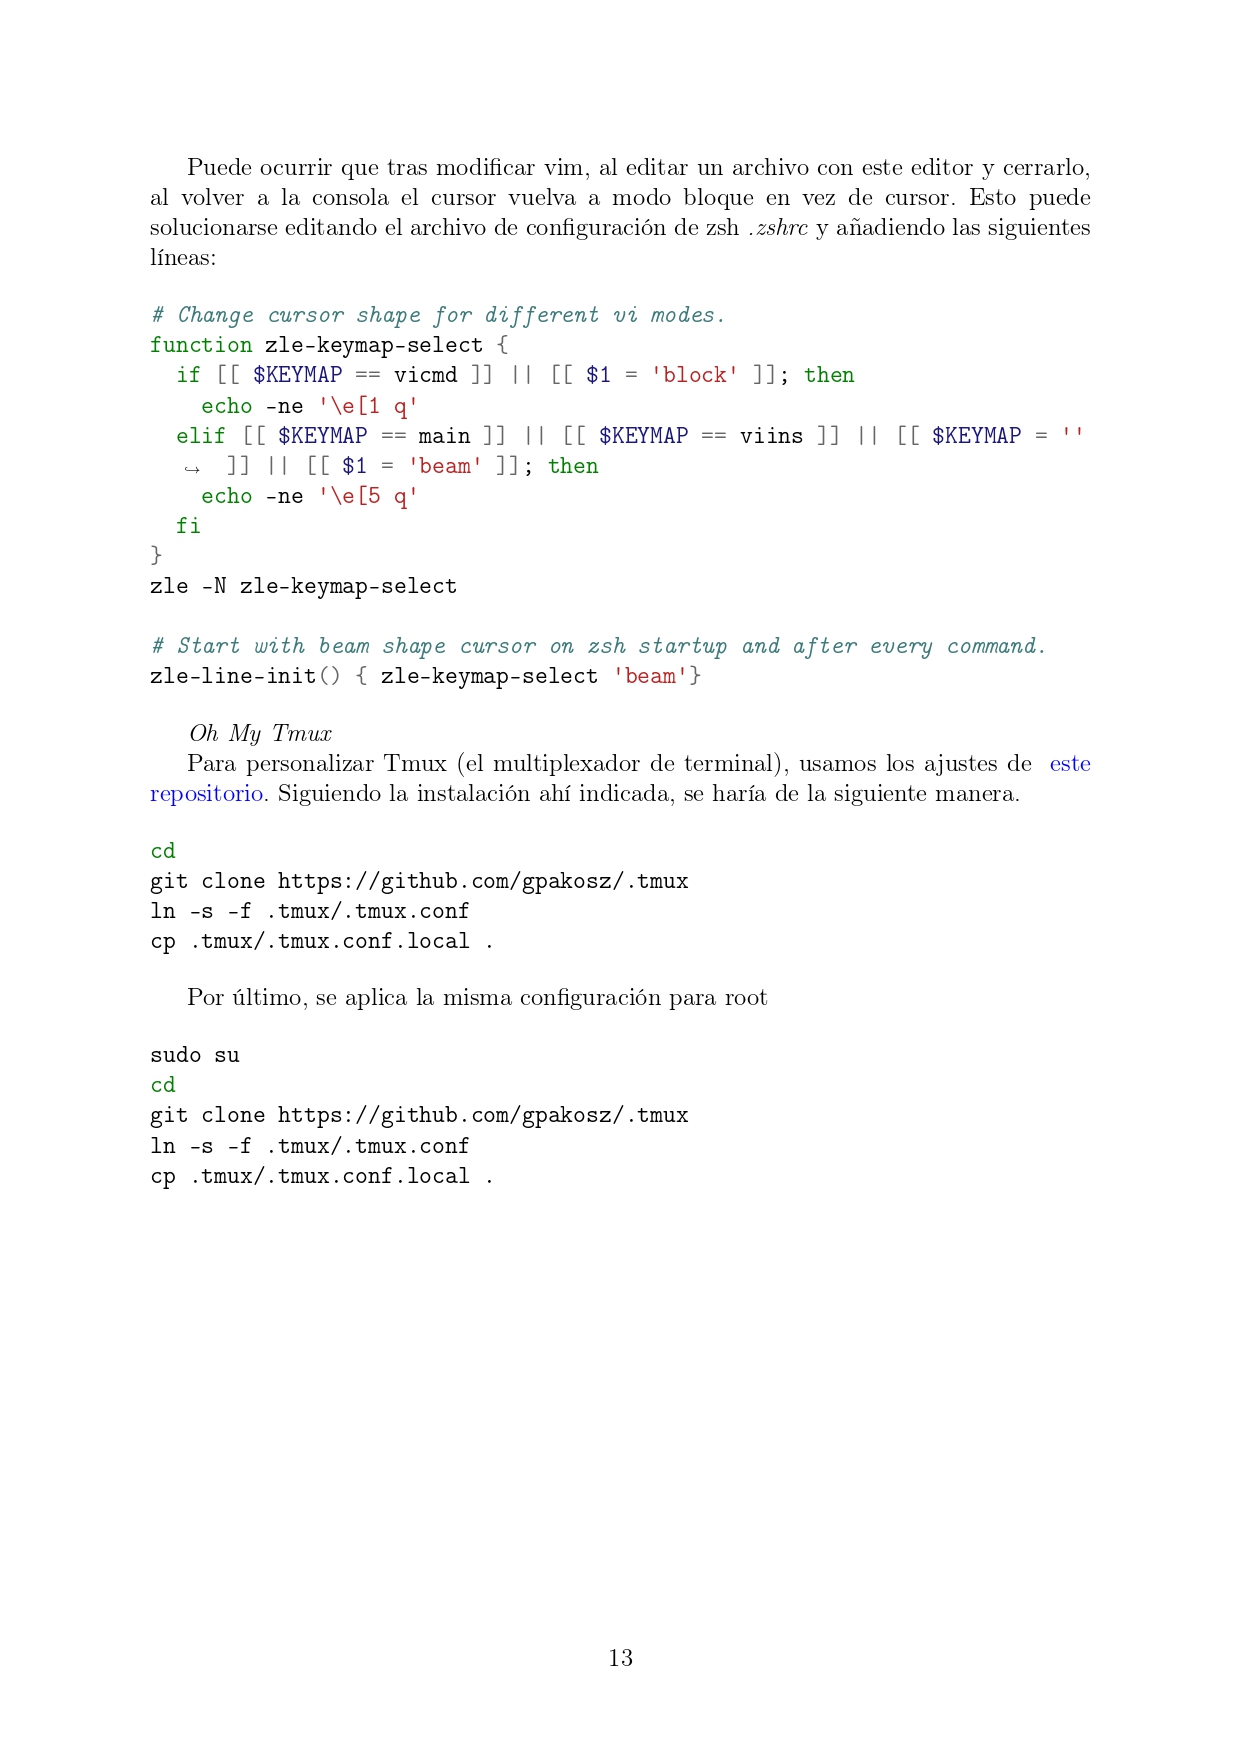 Puede ocurrir que tras modificar vim, al editar un archivo con este editor y cerrarlo,
al volver a la consola el cursor vuelva a modo bloque en vez de cursor. Esto puede
solucionarse editando el archivo de configuración de zsh .zshrc y añadiendo las siguientes
líneas:
# Change cursor shape for different vi modes.
function zle-keymap-select {
  if [[ $KEYMAP == vicmd ]] || [[ $1 = 'block' ]]; then
    echo -ne '\e[1 q'
  elif [[ $KEYMAP == main ]] || [[ $KEYMAP == viins ]] || [[ $KEYMAP = ''
  ↪  ]] || [[ $1 = 'beam' ]]; then
    echo -ne '\e[5 q'
  fi
}
zle -N zle-keymap-select
# Start with beam shape cursor on zsh startup and after every command.
zle-line-init() { zle-keymap-select 'beam'}
Oh My Tmux
Para personalizar Tmux (el multiplexador de terminal), usamos los ajustes de este
repositorio. Siguiendo la instalación ahí indicada, se haría de la siguiente manera.
cd
git clone https://github.com/gpakosz/.tmux
ln -s -f .tmux/.tmux.conf
cp .tmux/.tmux.conf.local .
Por último, se aplica la misma configuración para root
sudo su
cd
git clone https://github.com/gpakosz/.tmux
ln -s -f .tmux/.tmux.conf
cp .tmux/.tmux.conf.local .
13